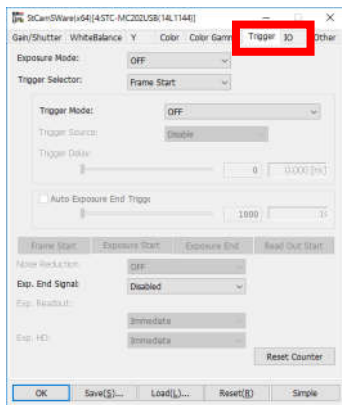 StCamSWare(x64)[4:STC-MC202USB(14L1144)]
Gain/Shutter WhiteBalance Y Color Color Gamm Trigger IO Other
Exposure Mode: OFF
Trigger Selector: Frame Start
Trigger Mode: OFF
Trigger Source: Disable
Trigger Delay:
0 0.000 [ms]
Auto Exposure End Trigge
1000
Frame Start Exposure Start Exposure End Read Out Start
Noise Reduction: OFF
Exp. End Signal: Disabled
Exp. Readout:
Immediate
Exp. HD: Immediate
Reset Counter
OK Save(S)... Load(L)... Reset(R) Simple